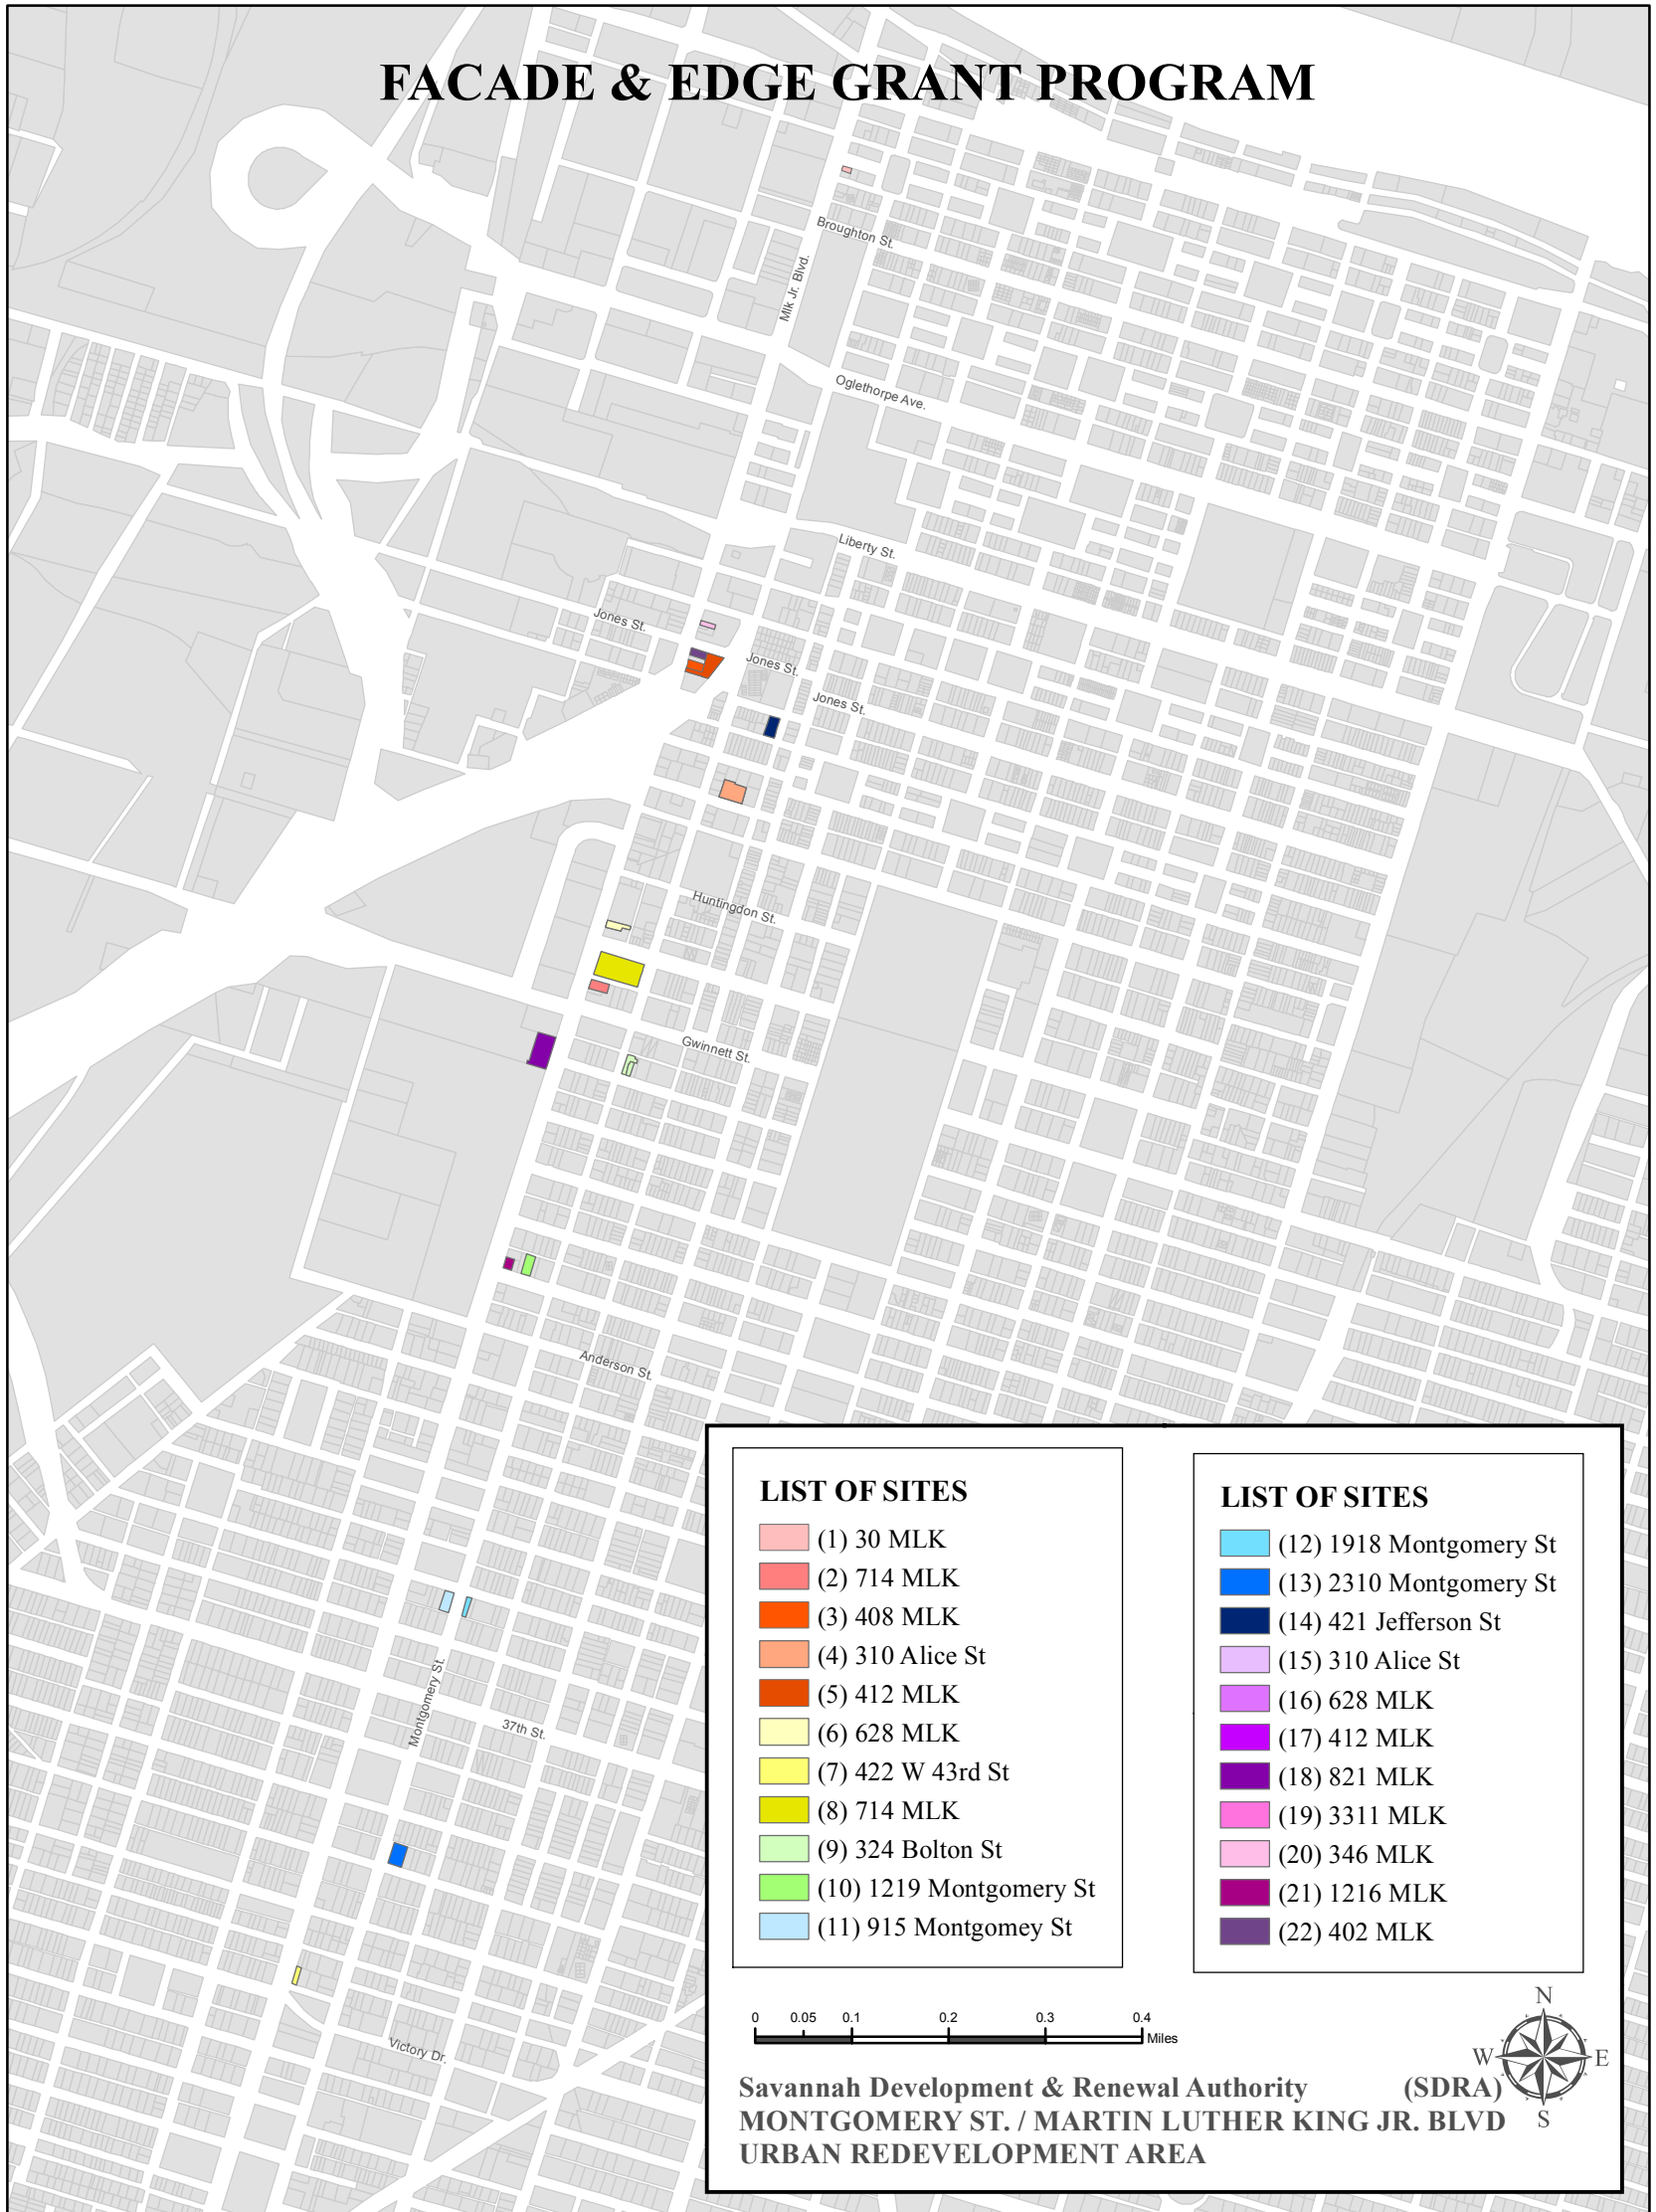 FACADE & EDGE GRANT PROGRAM
Broughton St.
Mlk Jr. Blvd.
Oglethorpe Ave.
Liberty St.
Jones St.
Jones St.
Jones St.
Huntingdon St.
Gwinnett St.
Anderson St.
Montgomery St.
37th St.
Victory Dr.
LIST OF SITES
(1) 30 MLK
(2) 714 MLK
(3) 408 MLK
(4) 310 Alice St
(5) 412 MLK
(6) 628 MLK
(7) 422 W 43rd St
(8) 714 MLK
(9) 324 Bolton St
(10) 1219 Montgomery St
(11) 915 Montgomey St
LIST OF SITES
(12) 1918 Montgomery St
(13) 2310 Montgomery St
(14) 421 Jefferson St
(15) 310 Alice St
(16) 628 MLK
(17) 412 MLK
(18) 821 MLK
(19) 3311 MLK
(20) 346 MLK
(21) 1216 MLK
(22) 402 MLK
0 0.05 0.1 0.2 0.3 0.4
Miles
N
W E
S
Savannah Development & Renewal Authority (SDRA)
MONTGOMERY ST. / MARTIN LUTHER KING JR. BLVD
URBAN REDEVELOPMENT AREA